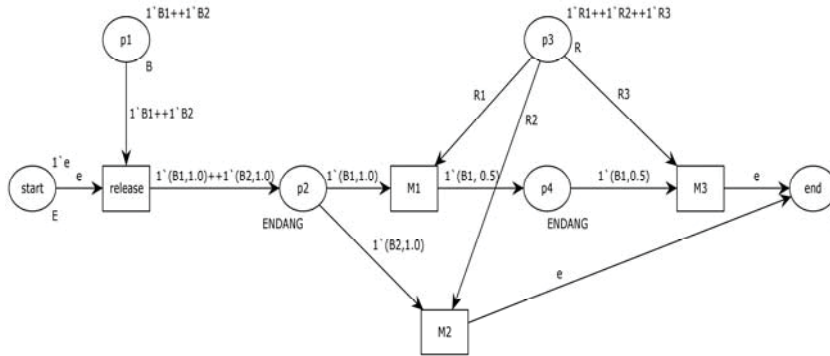 1`B1++1`B2
1`R1++1`R2++1`R3
p1
p3
B
R
R1
R3
1`B1++1`B2
R2
1`e
e
1`(B1,1.0)++1`(B2,1.0)
1`(B1,1.0)
1`(B1, 0.5)
1`(B1,0.5)
e
start
release
p2
M1
p4
M3
end
E
ENDANG
ENDANG
1`(B2,1.0)
e
M2